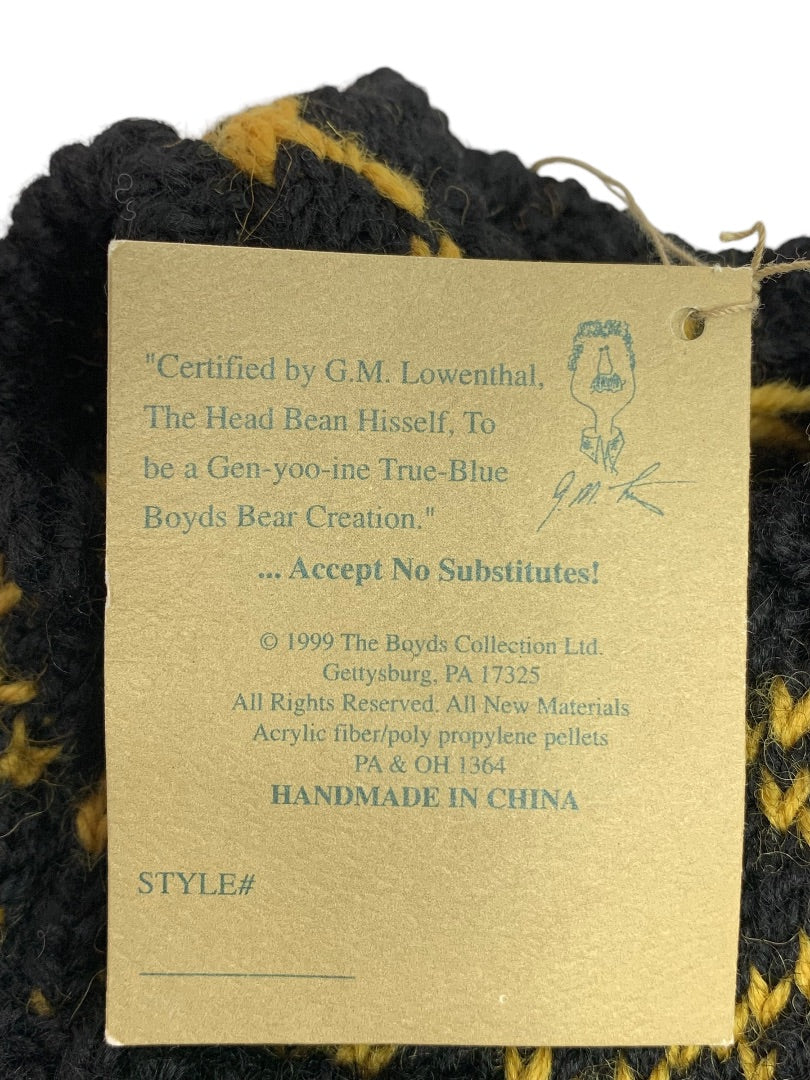 "Certified by G.M. Lowenthal,
The Head Bean Hisself, To
be a Gen-yoo-ine True-Blue
Boyds Bear Creation."
... Accept No Substitutes!
© 1999 The Boyds Collection Ltd.
Gettysburg, PA 17325
All Rights Reserved. All New Materials
Acrylic fiber/poly propylene pellets
PA & OH 1364
HANDMADE IN CHINA
STYLE#